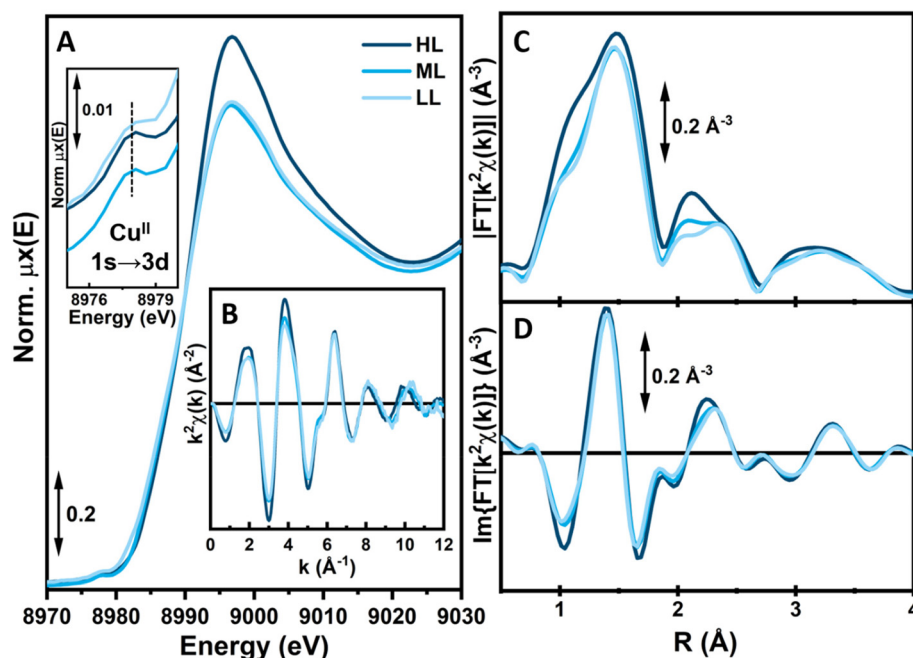 A
HL
ML
LL
Norm. μx(E)
0.2
8970 8980 8990 9000 9010 9020 9030
Energy (eV)
Norm μx(E)
0.01
Cuᴵᴵ
1s→3d
8976 8979
Energy (eV)
B
k²χ(k) (Å⁻²)
0 2 4 6 8 10 12
k (Å⁻¹)
C
|FT[k²χ(k)]| (Å⁻³)
0.2 Å⁻³
D
Im{FT[k²χ(k)]} (Å⁻³)
0.2 Å⁻³
1 2 3 4
R (Å)